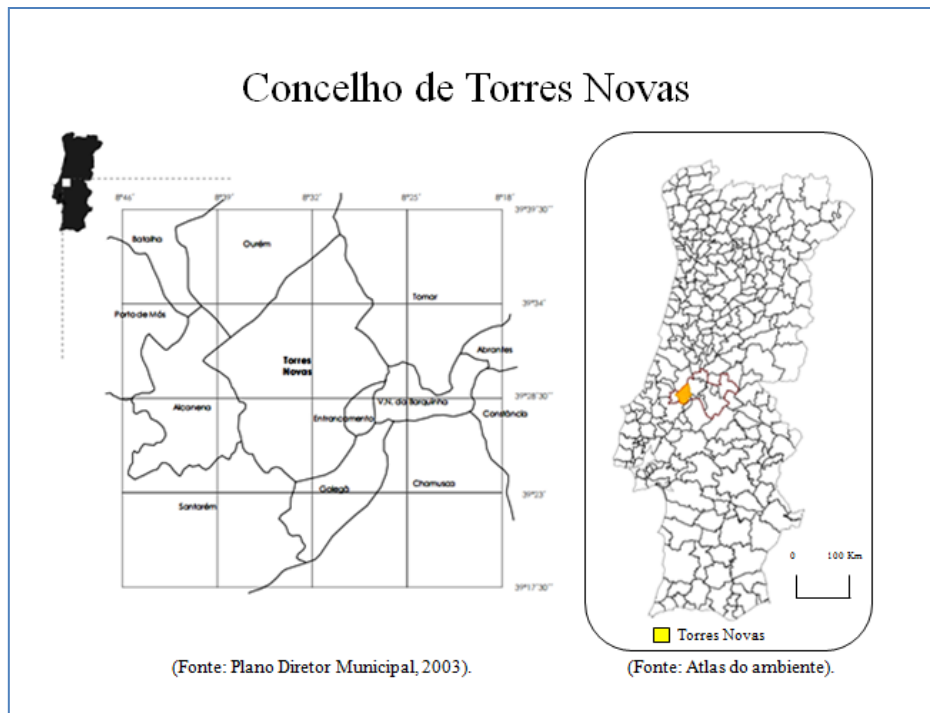 Concelho de Torres Novas
8°46´ 8°39´ 8°32´ 8°25´ 8°18´
39°39´30´´
Batalha
Ourém
39°34´
Tomar
Porto de Mós
Abrantes
Torres
Novas
39°28´30´´
Alcanena
V.N. da Barquinha
Entroncamento
Constância
39°23´
Golegã
Chamusca
Santarém
39°17´30´´
0 100 Km
Torres Novas
(Fonte: Plano Diretor Municipal, 2003).
(Fonte: Atlas do ambiente).